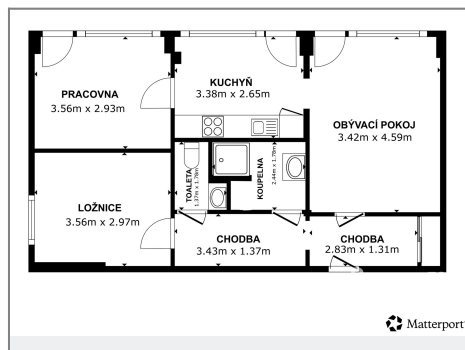 PRACOVNA
3.56m x 2.93m
KUCHYŇ
3.38m x 2.65m
OBÝVACÍ POKOJ
3.42m x 4.59m
TOALETA
1.37m x 1.78m
KOUPELNA
2.44m x 1.78m
LOŽNICE
3.56m x 2.97m
CHODBA
3.43m x 1.37m
CHODBA
2.83m x 1.31m
Matterport